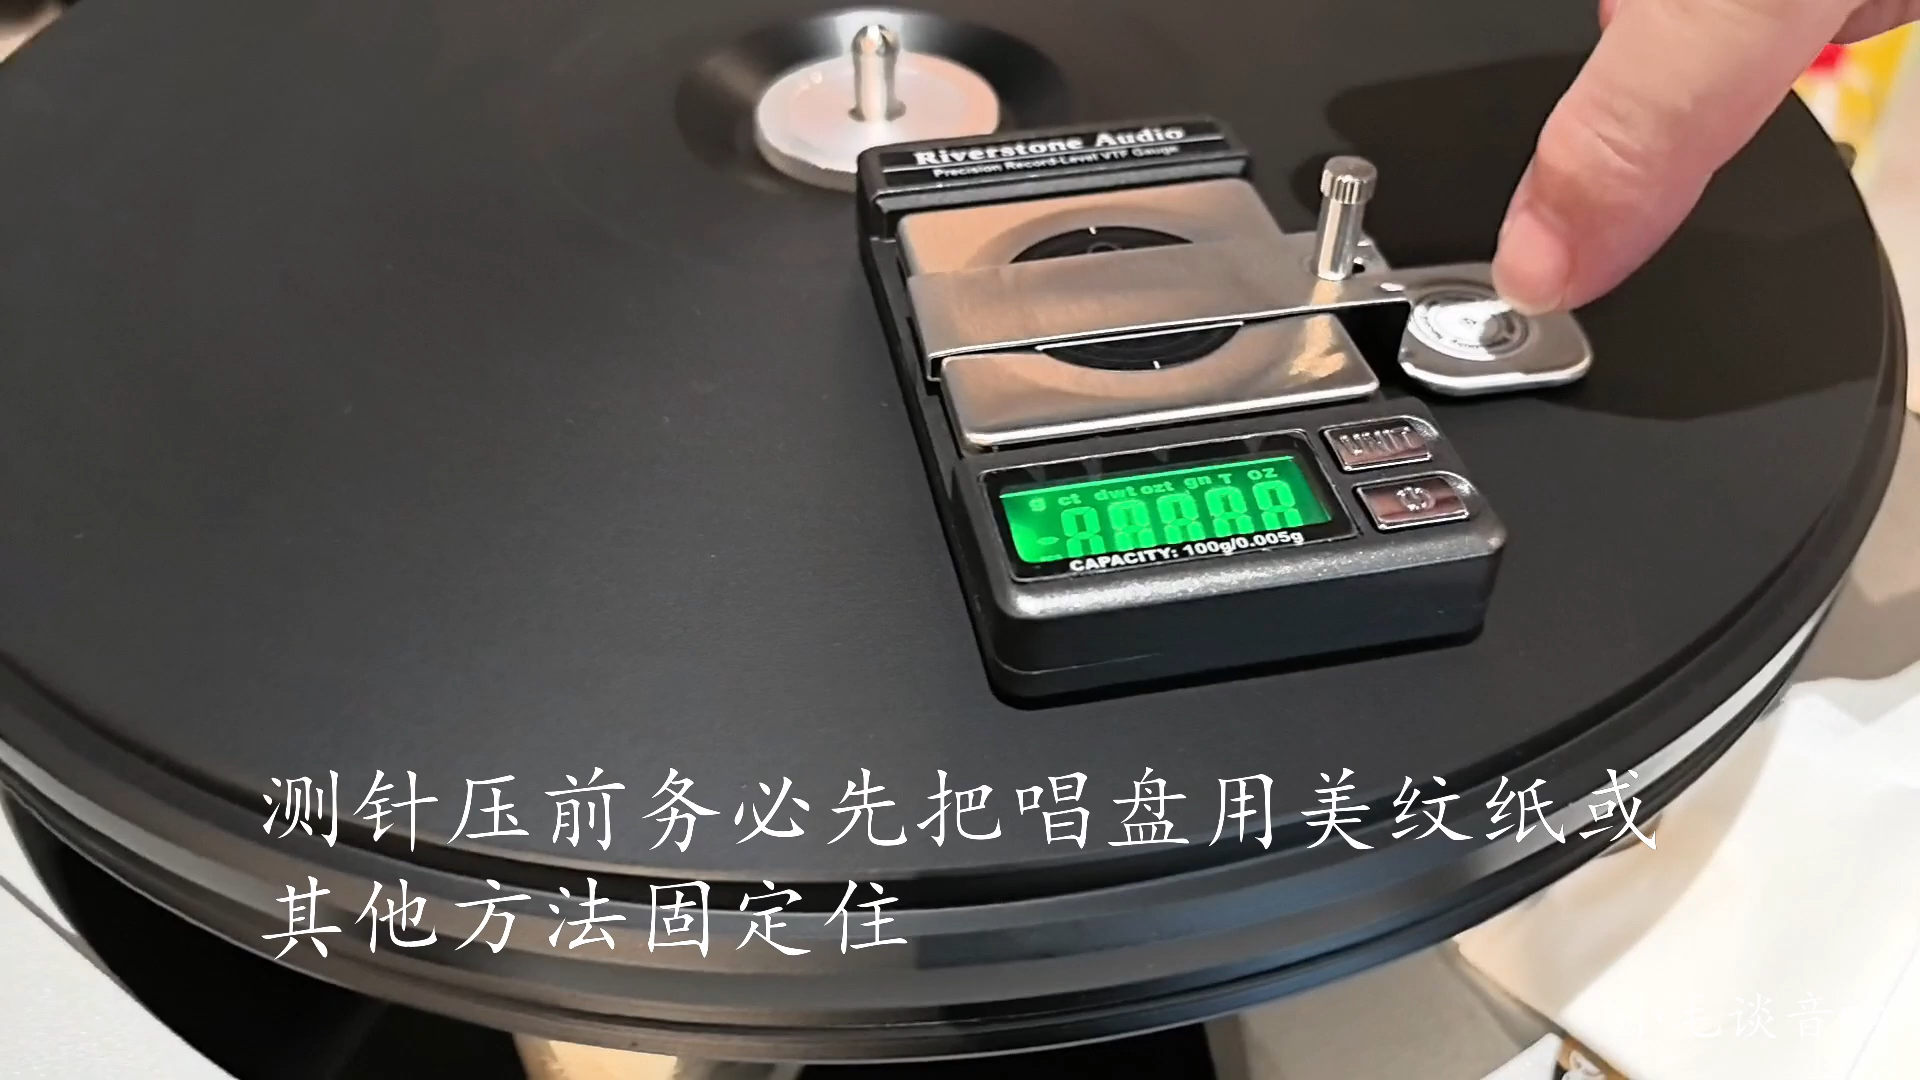 Riverstone Audio
Precision Record-Level VTF Gauge
UNIT
g ct dwt ozt gn T oz
CAPACITY: 100g/0.005g
测针压前务必先把唱盘用美纹纸或
其他方法固定住
谈音